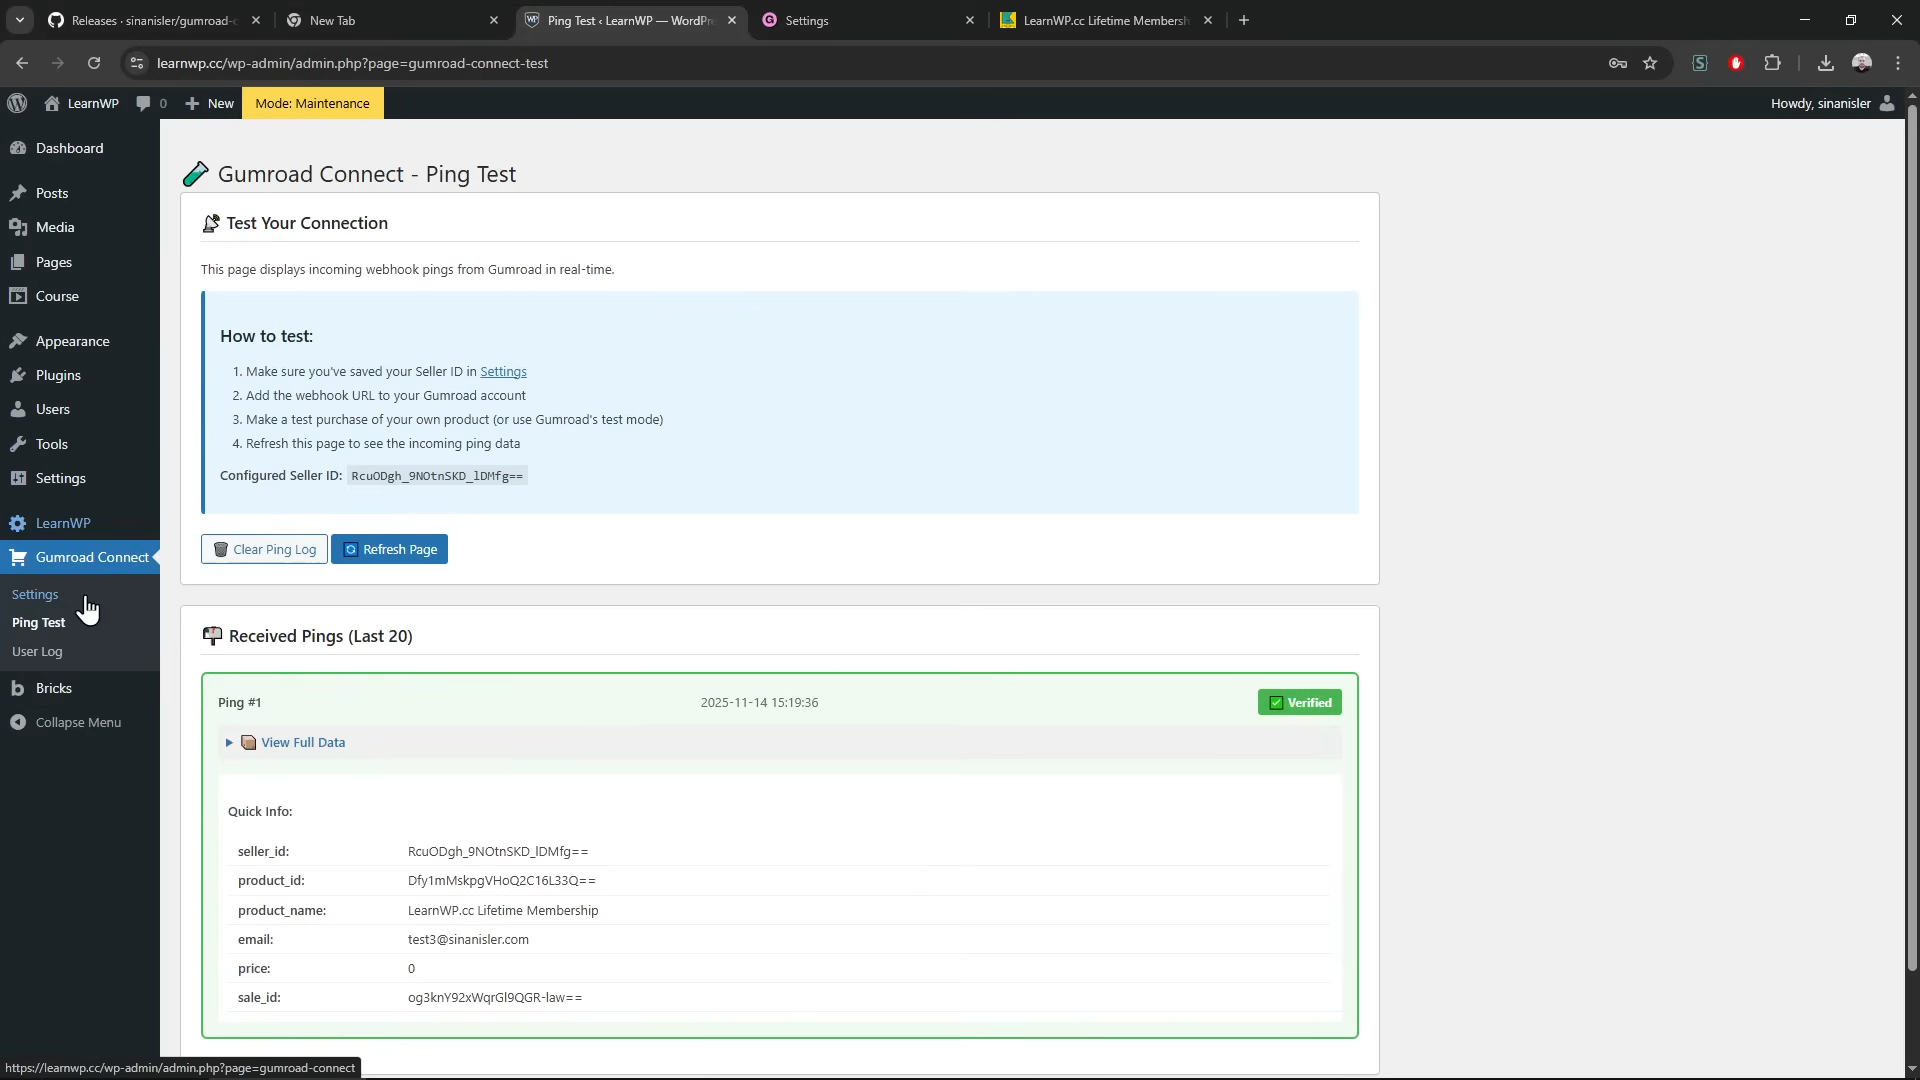 Releases · sinanisler/gumroad-c
New Tab
Ping Test ‹ LearnWP — WordPre
Settings
LearnWP.cc Lifetime Membersh
learnwp.cc/wp-admin/admin.php?page=gumroad-connect-test
LearnWP
0
New
Mode: Maintenance
Howdy, sinanisler
Dashboard
Posts
Media
Pages
Course
Appearance
Plugins
Users
Tools
Settings
LearnWP
Gumroad Connect
Settings
Ping Test
User Log
Bricks
Collapse Menu
Gumroad Connect - Ping Test
Test Your Connection
This page displays incoming webhook pings from Gumroad in real-time.
How to test:
1. Make sure you've saved your Seller ID in Settings
2. Add the webhook URL to your Gumroad account
3. Make a test purchase of your own product (or use Gumroad's test mode)
4. Refresh this page to see the incoming ping data
Configured Seller ID: RcuODgh_9NOtnSKD_lDMfg==
Clear Ping Log
Refresh Page
Received Pings (Last 20)
Ping #1
2025-11-14 15:19:36
Verified
View Full Data
Quick Info:
seller_id: RcuODgh_9NOtnSKD_lDMfg==
product_id: Dfy1mMskpgVHoQ2C16L33Q==
product_name: LearnWP.cc Lifetime Membership
email: test3@sinanisler.com
price: 0
sale_id: og3knY92xWqrGl9QGR-law==
https://learnwp.cc/wp-admin/admin.php?page=gumroad-connect